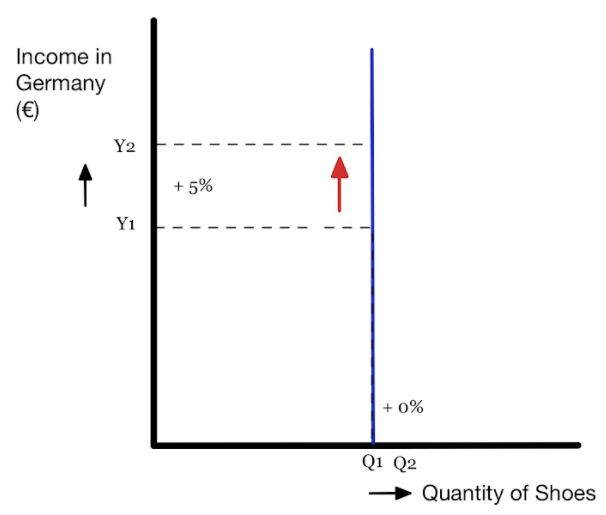 Income in
Germany
(€)
Y2
+ 5%
Y1
+ 0%
Q1 Q2
Quantity of Shoes